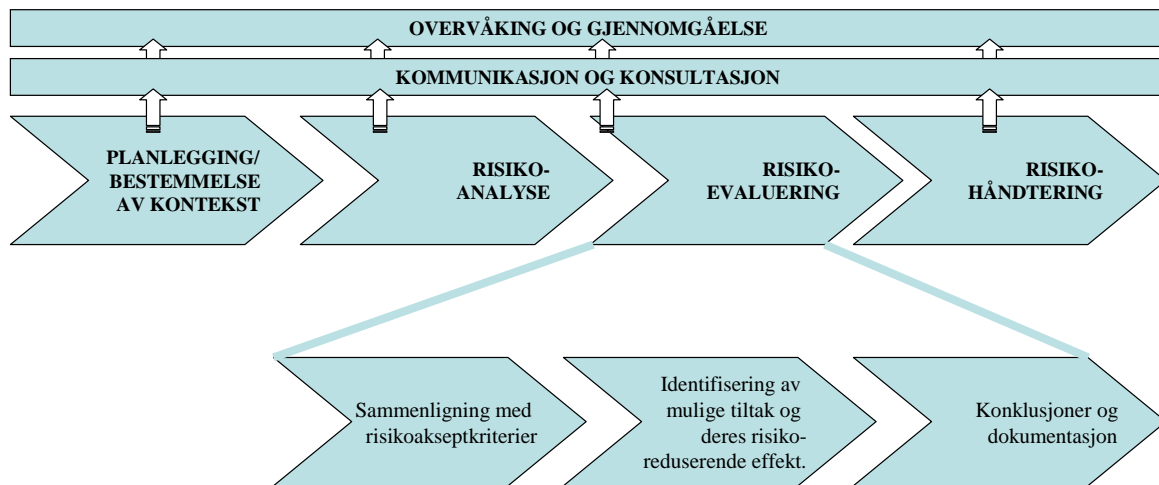 OVERVÅKING OG GJENNOMGÅELSE
KOMMUNIKASJON OG KONSULTASJON
PLANLEGGING/
BESTEMMELSE
AV KONTEKST
RISIKO-
ANALYSE
RISIKO-
EVALUERING
RISIKO-
HÅNDTERING
Sammenligning med
risikoakseptkriterier
Identifisering av
mulige tiltak og
deres risiko-
reduserende effekt.
Konklusjoner og
dokumentasjon